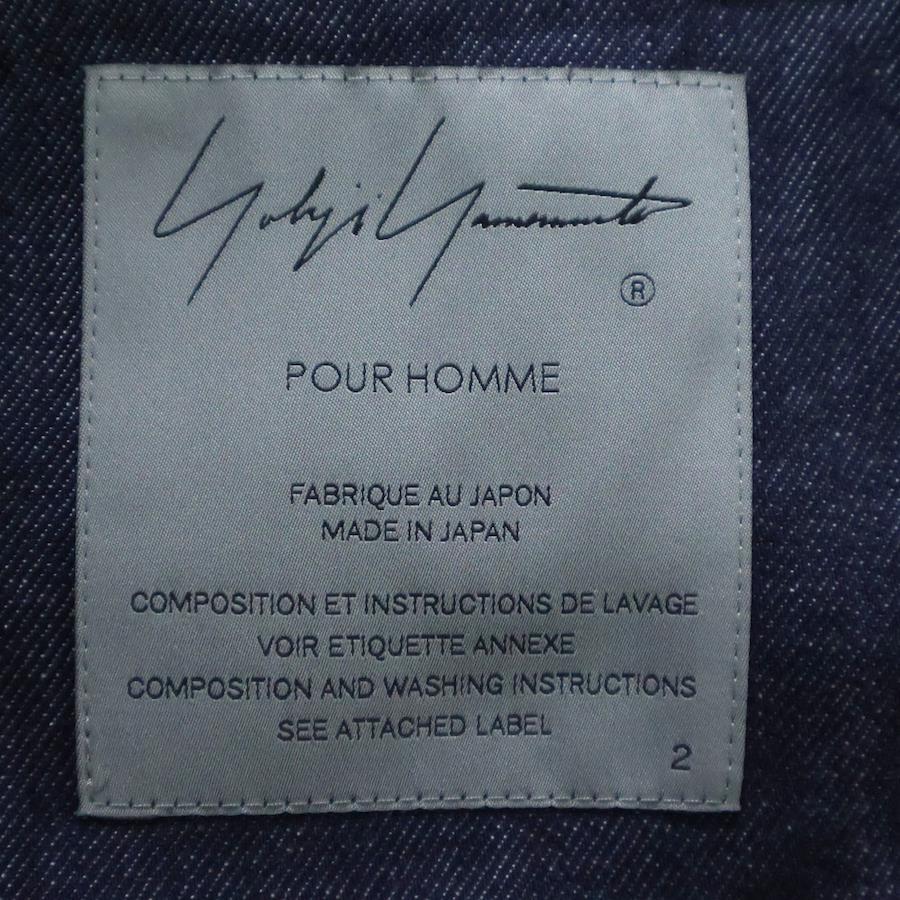 Yohji Yamamoto
®
POUR HOMME
FABRIQUE AU JAPON
MADE IN JAPAN
COMPOSITION ET INSTRUCTIONS DE LAVAGE
VOIR ETIQUETTE ANNEXE
COMPOSITION AND WASHING INSTRUCTIONS
SEE ATTACHED LABEL
2